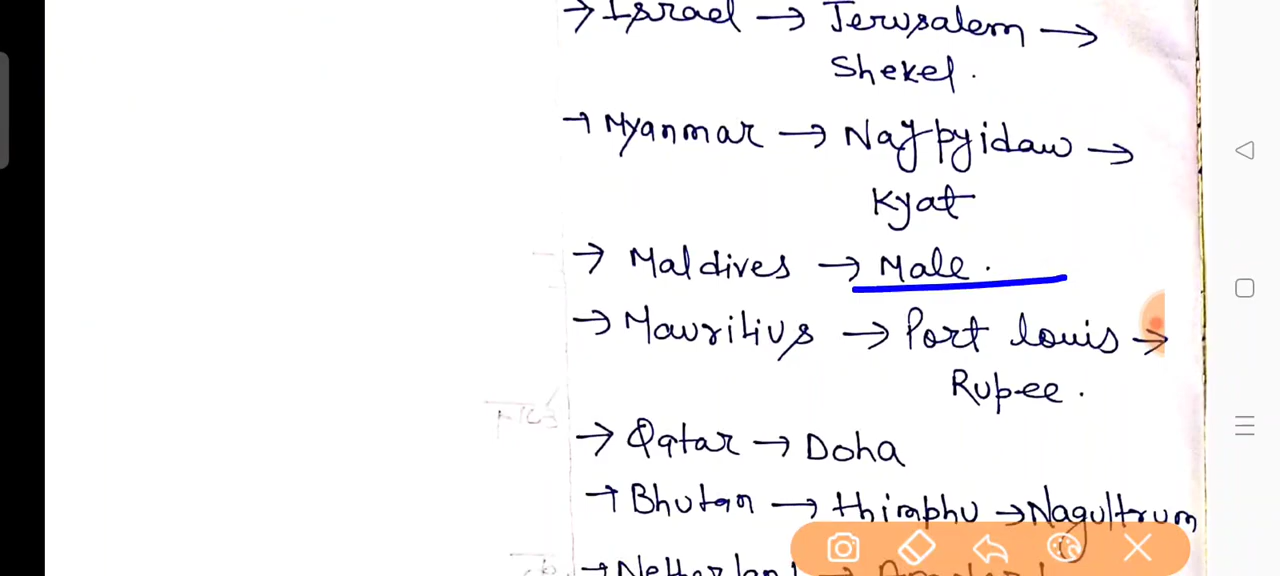 → Israel → Jerusalem →
Shekel.
→ Myanmar → Naypyidaw →
Kyat
→ Maldives → Male.
→ Mauritius → Port louis →
Rupee.
→ Qatar → Doha
→ Bhutan → thimphu → Nagultrum
→